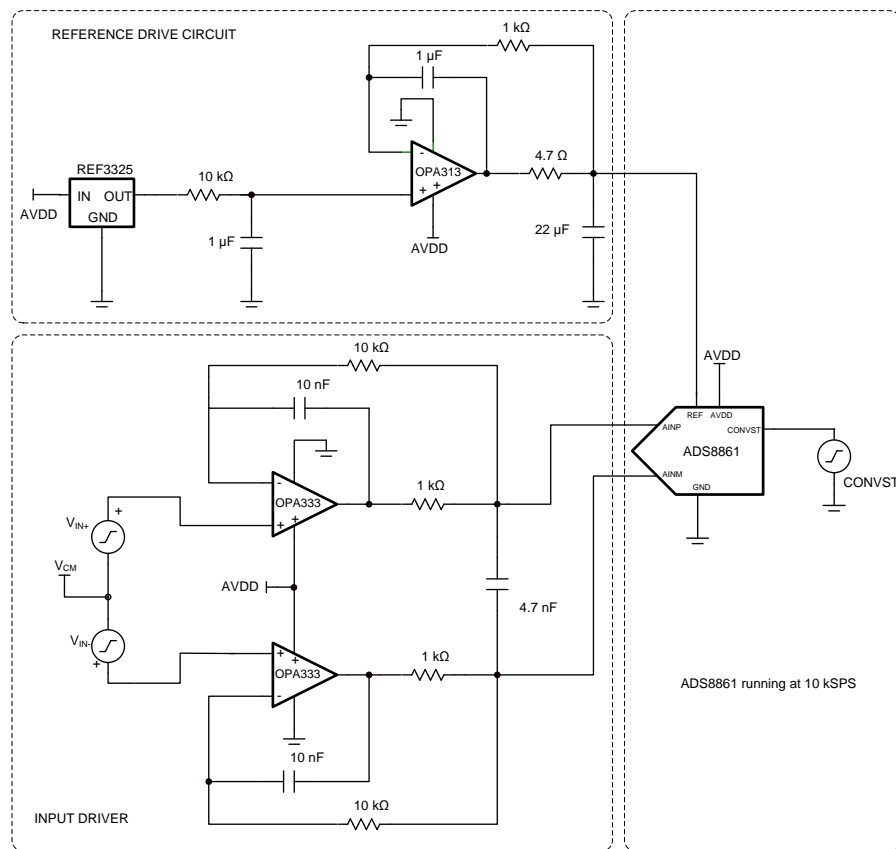 REFERENCE DRIVE CIRCUIT
1 kΩ
1 µF
REF3325
IN OUT
GND
AVDD
10 kΩ
1 µF
-
+ +
OPA313
AVDD
4.7 Ω
22 µF
10 kΩ
10 nF
-
+ +
OPA333
1 kΩ
VIN+
+
VCM
VIN-
+
AVDD
4.7 nF
+ +
-
OPA333
1 kΩ
10 nF
10 kΩ
INPUT DRIVER
AVDD
REF AVDD
AINP
CONVST
ADS8861
AINM
GND
CONVST
ADS8861 running at 10 kSPS